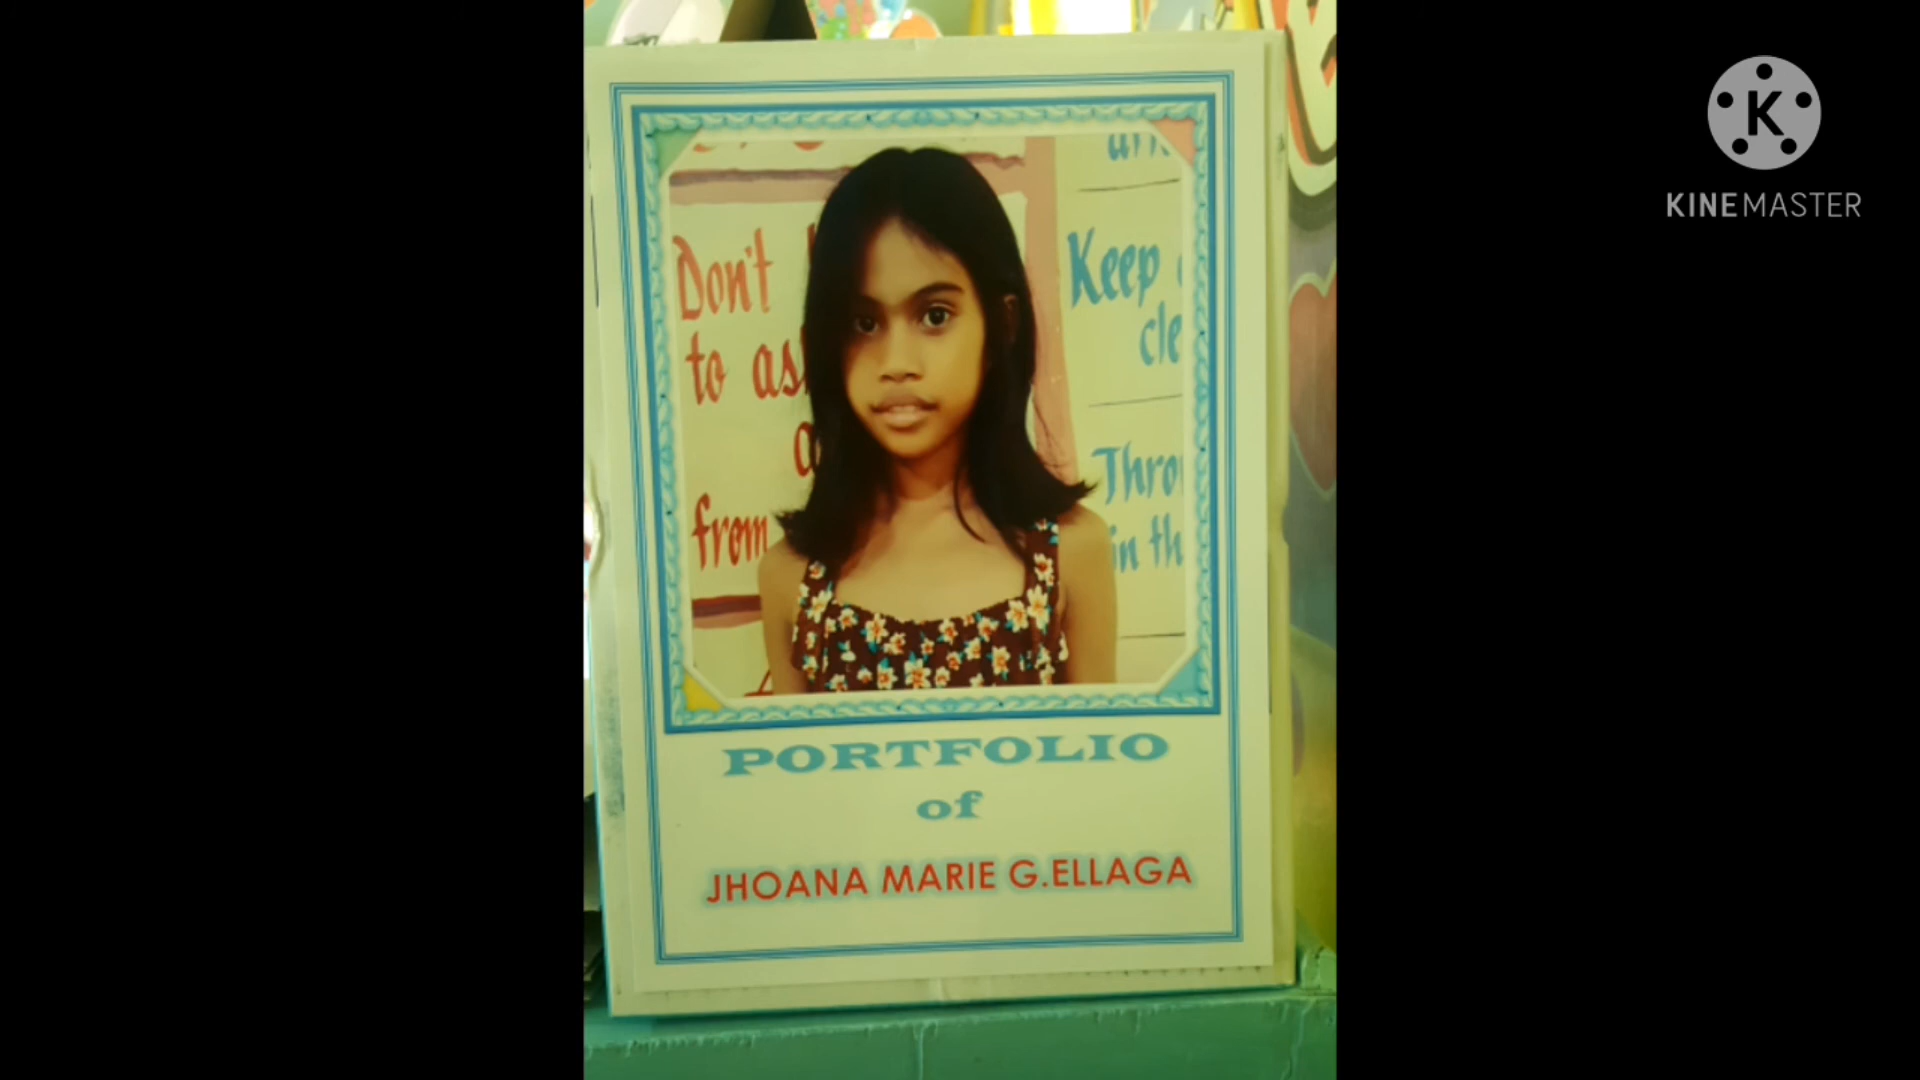 Don't
to as
from
Keep
cle
Thro
in th
PORTFOLIO
of
JHOANA MARIE G.ELLAGA
K
KINEMASTER